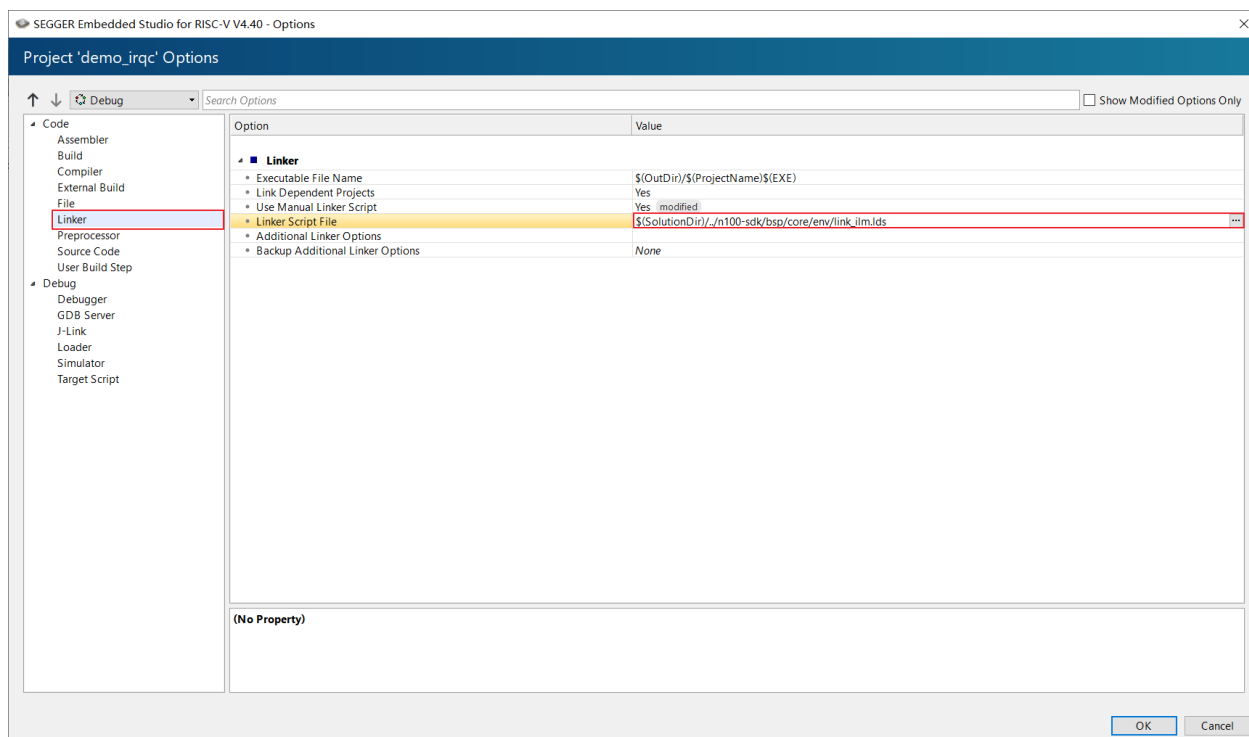 SEGGER Embedded Studio for RISC-V V4.40 - Options
Project 'demo_irqc' Options
Debug
Search Options
Show Modified Options Only
Code
Assembler
Build
Compiler
External Build
File
Linker
Preprocessor
Source Code
User Build Step
Debug
Debugger
GDB Server
J-Link
Loader
Simulator
Target Script
Option Value
Linker
Executable File Name $(OutDir)/$(ProjectName)$(EXE)
Link Dependent Projects Yes
Use Manual Linker Script Yes modified
Linker Script File $(SolutionDir)/../n100-sdk/bsp/core/env/link_ilm.lds ...
Additional Linker Options
Backup Additional Linker Options None
(No Property)
OK Cancel